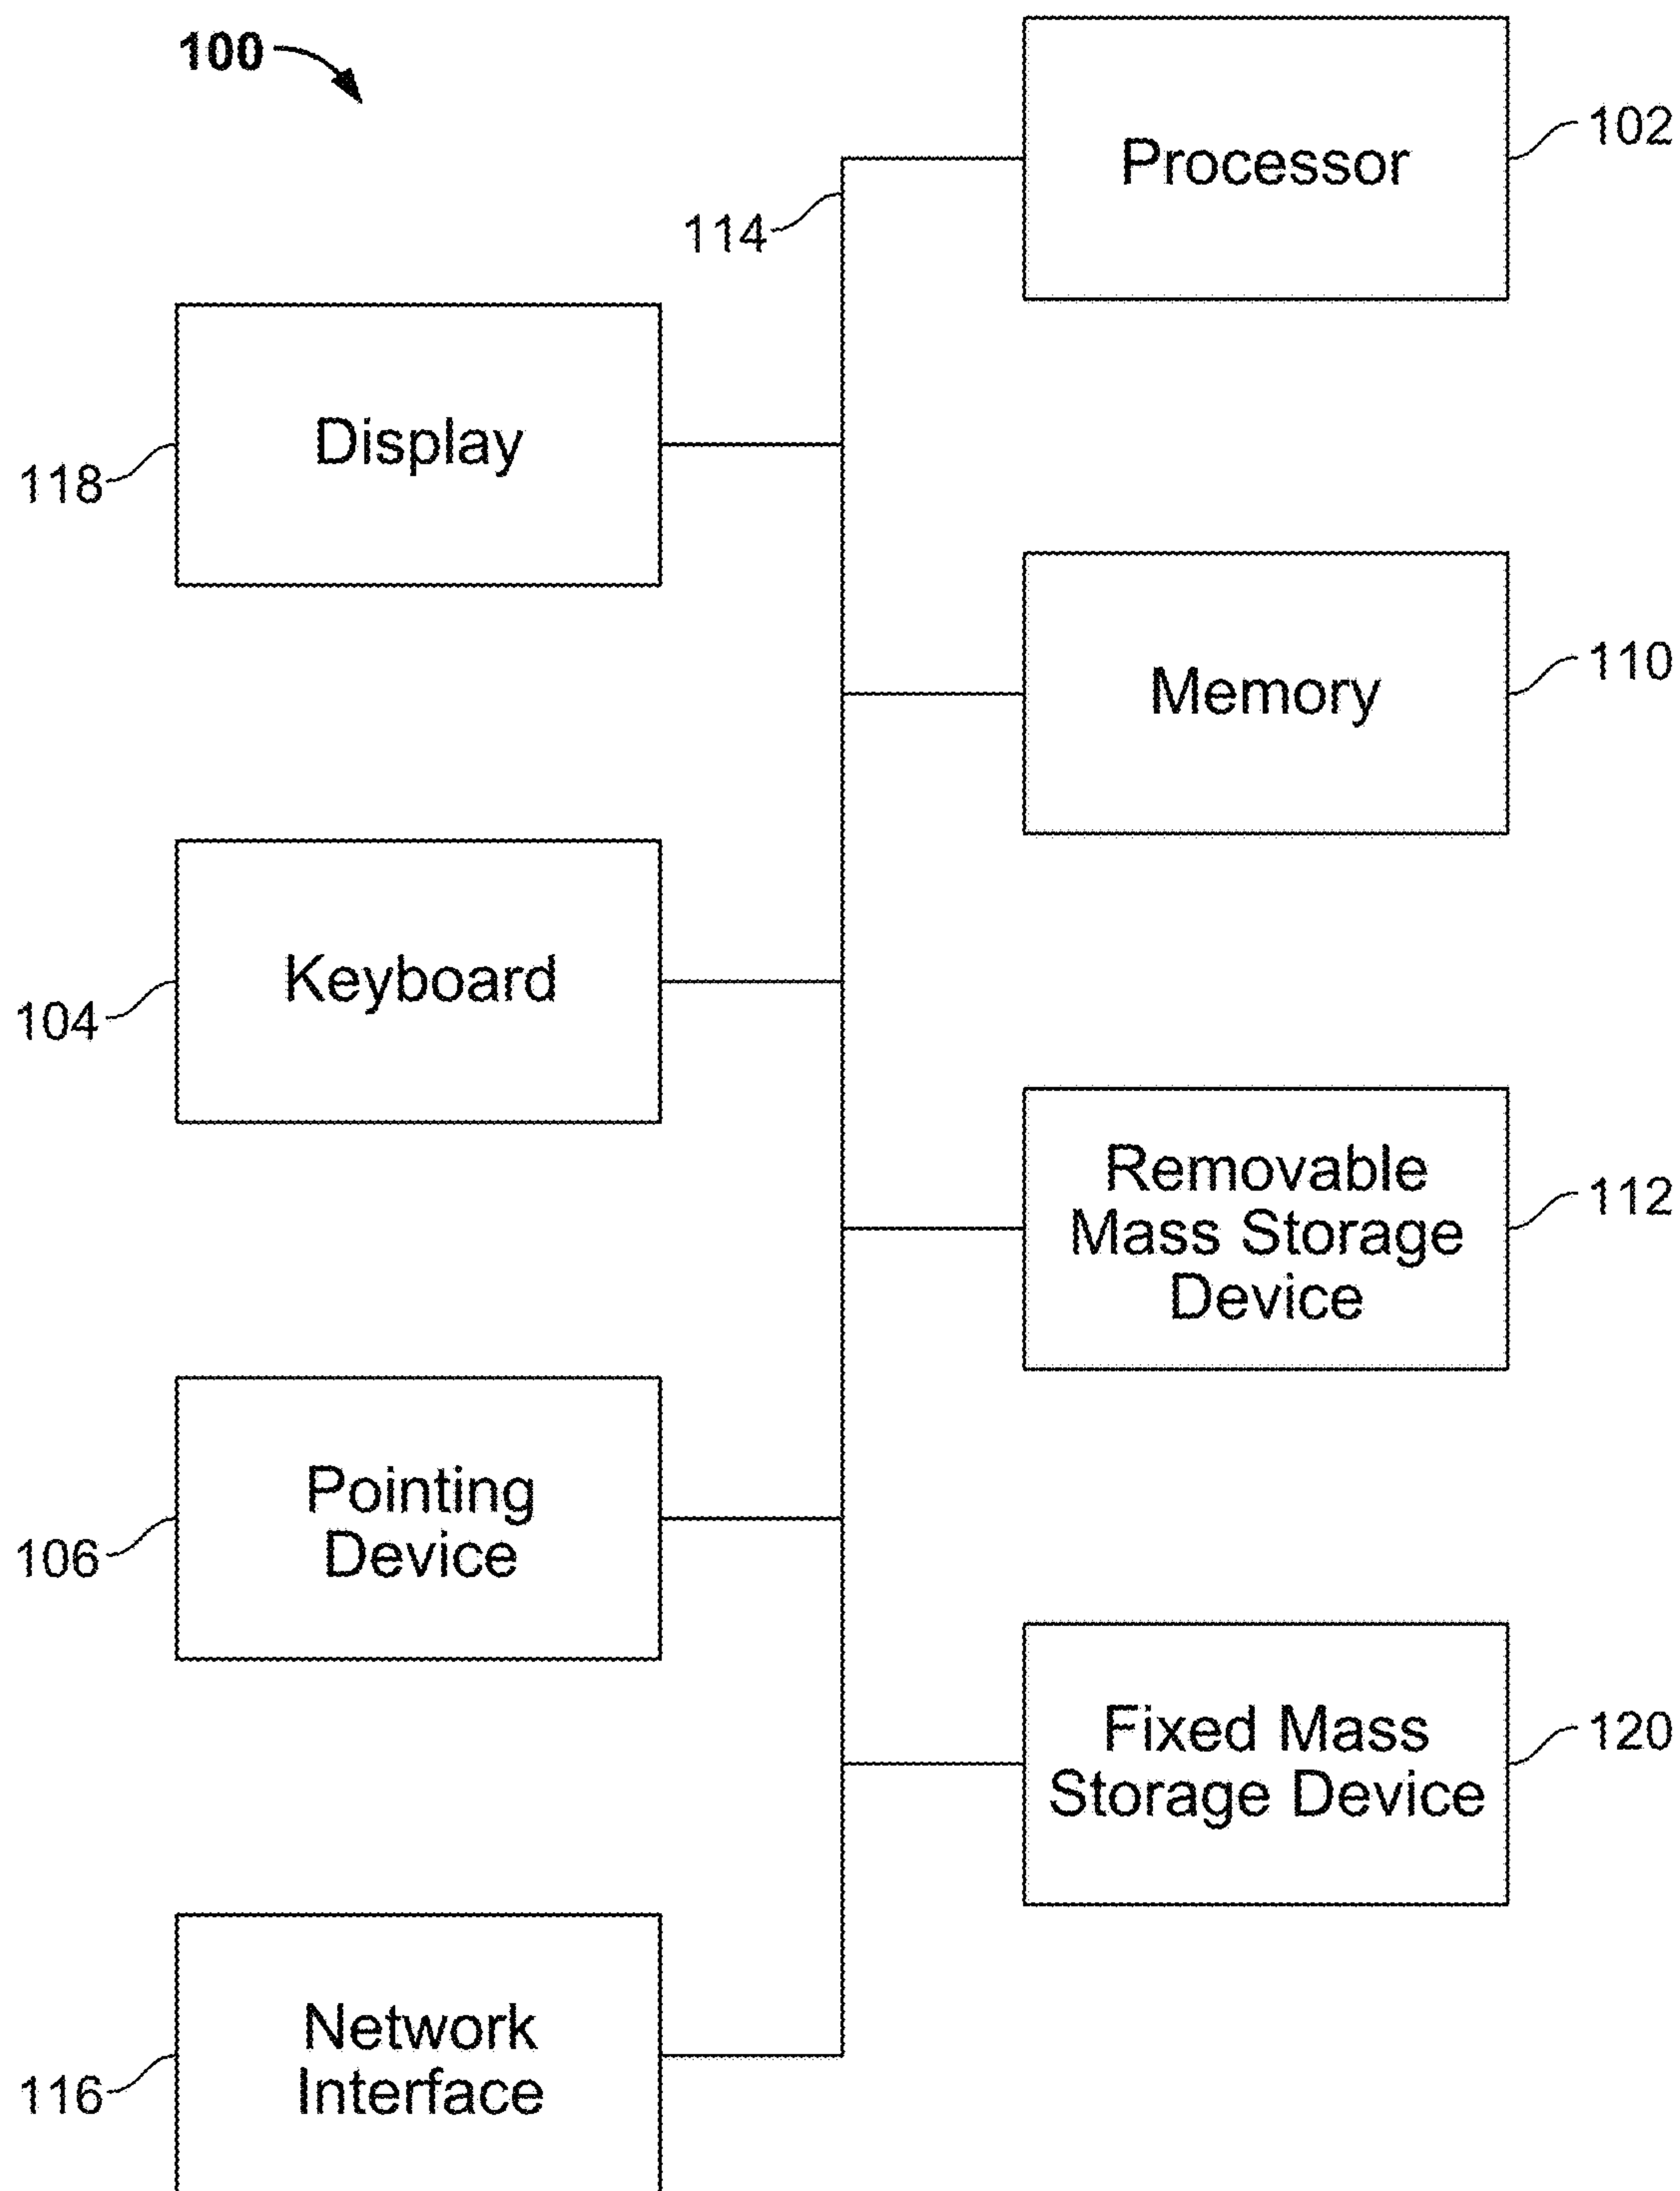 100
Processor
102
114
Display
118
Memory
110
Keyboard
104
Removable
Mass Storage
Device
112
Pointing
Device
106
Fixed Mass
Storage Device
120
Network
Interface
116